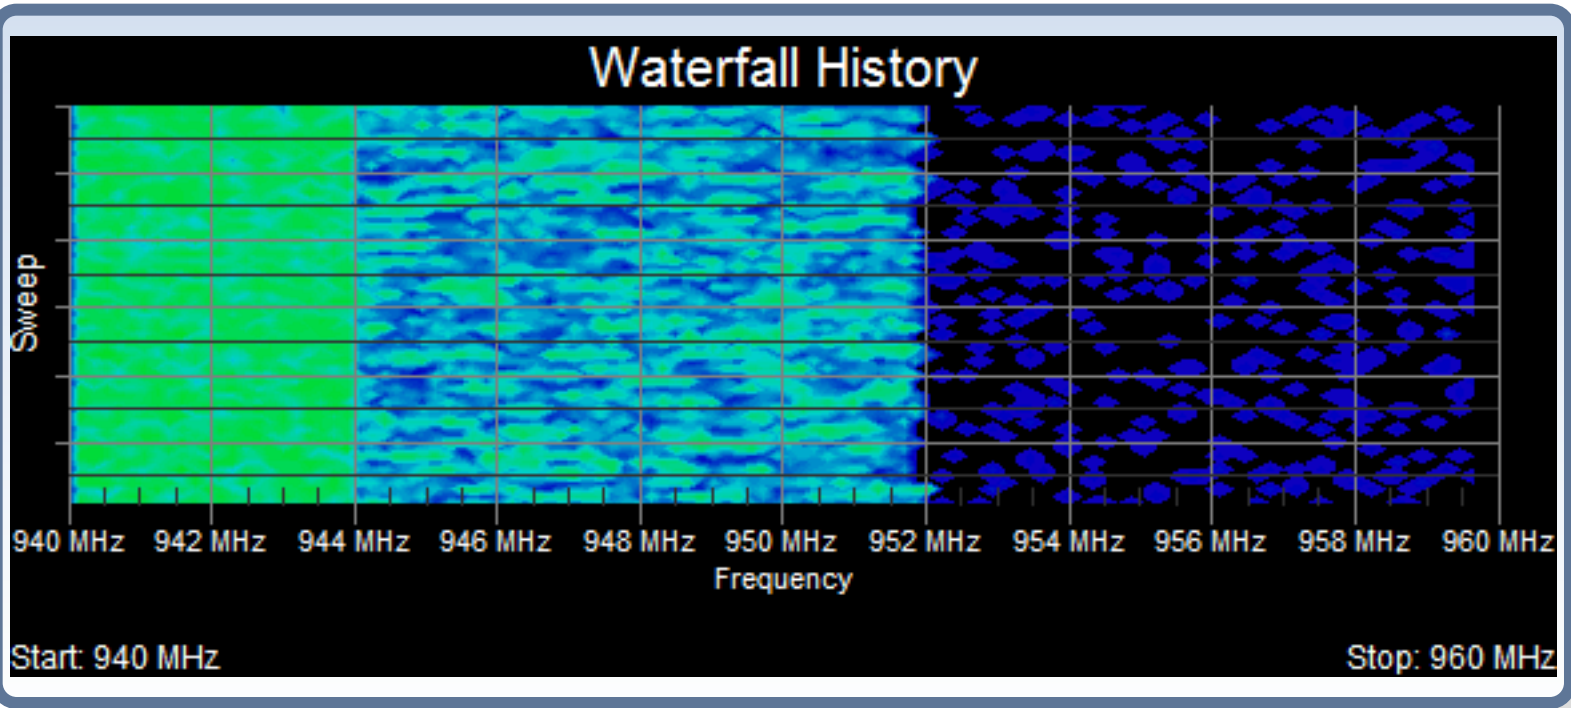 Waterfall History
Sweep
940 MHz 942 MHz 944 MHz 946 MHz 948 MHz 950 MHz 952 MHz 954 MHz 956 MHz 958 MHz 960 MHz
Frequency
Start: 940 MHz
Stop: 960 MHz